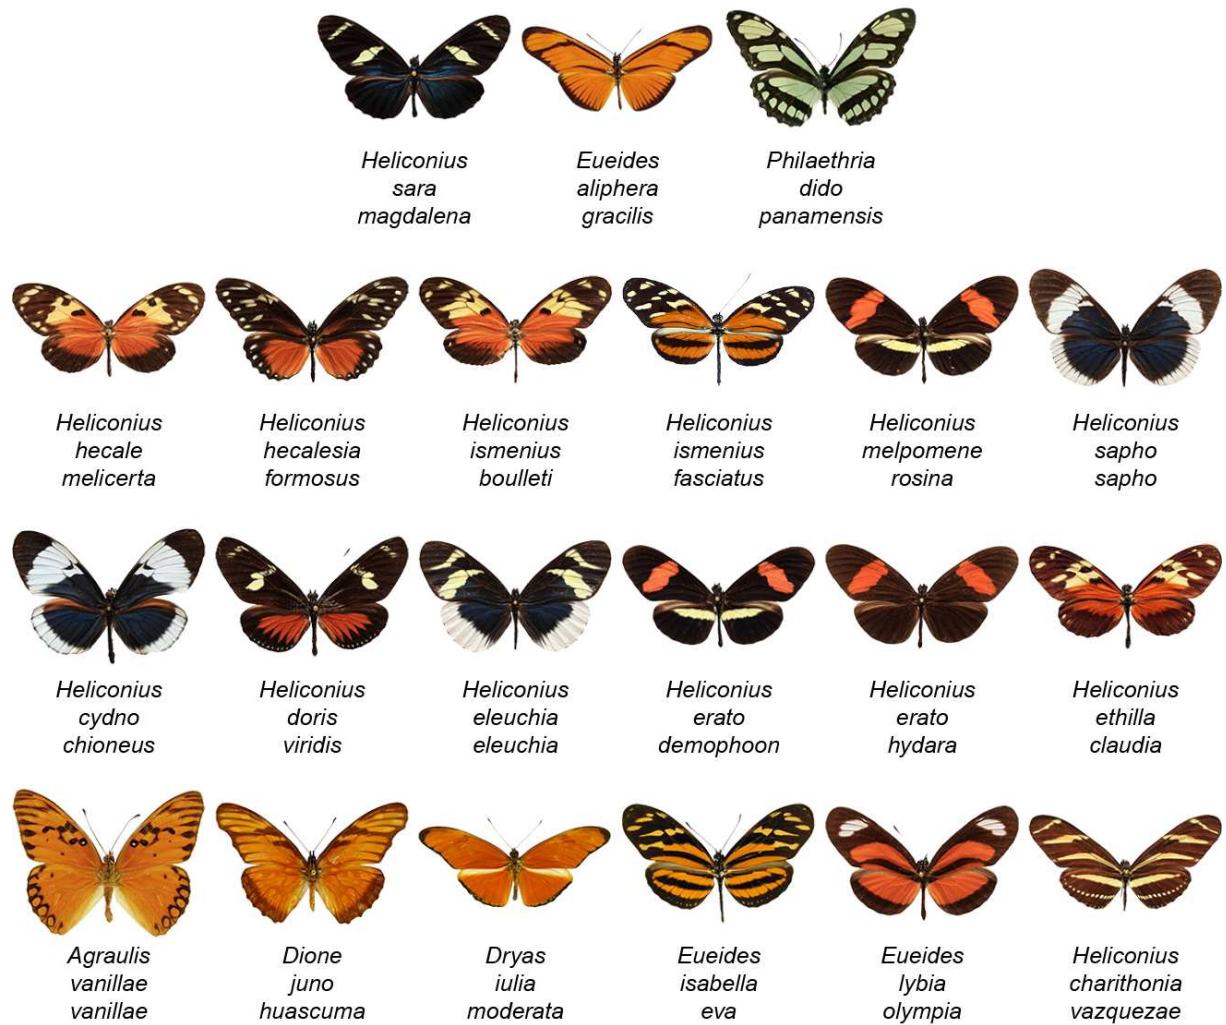 Heliconius
sara
magdalena
Eueides
aliphera
gracilis
Philaethria
dido
panamensis
Heliconius
hecale
melicerta
Heliconius
hecalesia
formosus
Heliconius
ismenius
boulleti
Heliconius
ismenius
fasciatus
Heliconius
melpomene
rosina
Heliconius
sapho
sapho
Heliconius
cydno
chioneus
Heliconius
doris
viridis
Heliconius
eleuchia
eleuchia
Heliconius
erato
demophoon
Heliconius
erato
hydara
Heliconius
ethilla
claudia
Agraulis
vanillae
vanillae
Dione
juno
huascuma
Dryas
iulia
moderata
Eueides
isabella
eva
Eueides
lybia
olympia
Heliconius
charithonia
vazquezae